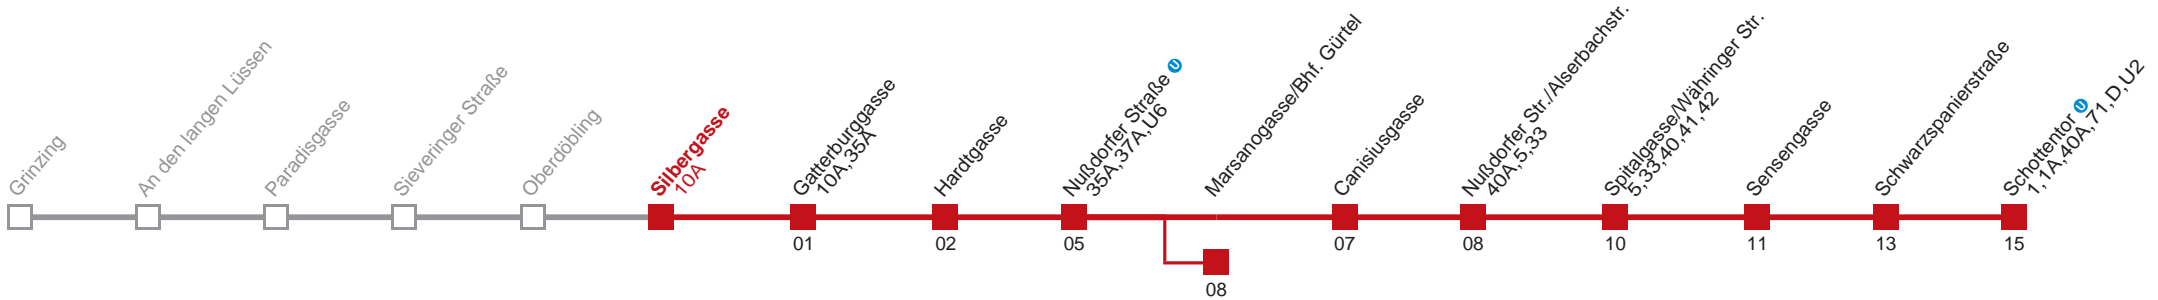 Grinzing
An den langen Lüssen
Paradisgasse
Sieveringer Straße
Oberdöbling
Silbergasse
10A
Gatterburggasse
10A,35A
01
Hardtgasse
02
Nußdorfer Straße U
35A,37A,U6
05
Marsanogasse/Bhf. Gürtel
08
Canisiusgasse
07
Nußdorfer Str./Alserbachstr.
40A,5,33
08
Spitalgasse/Währinger Str.
5,33,40,41,42
10
Sensengasse
11
Schwarzspanierstraße
13
Schottentor U
1,1A,40A,71,D,U2
15